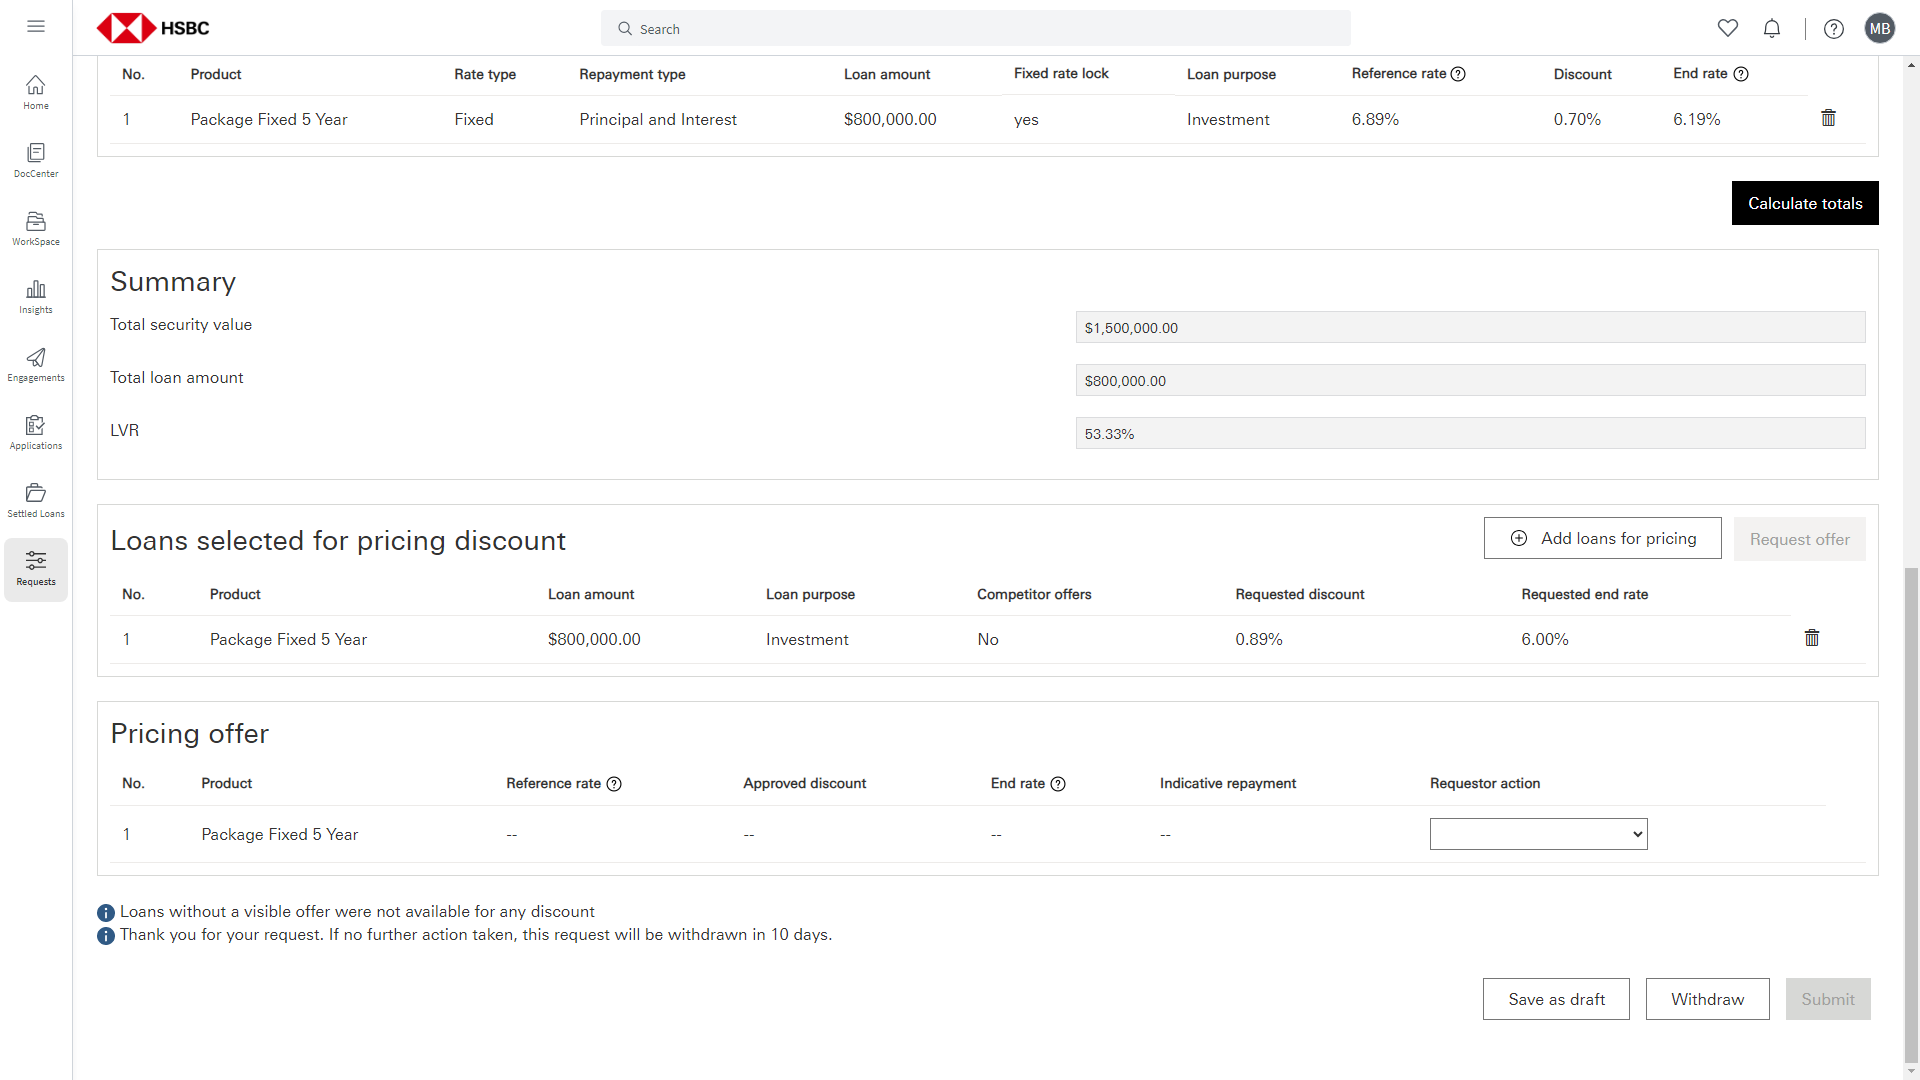 HSBC
Search
MB
Home
DocCenter
WorkSpace
Insights
Engagements
Applications
Settled Loans
Requests
No. Product Rate type Repayment type Loan amount Fixed rate lock Loan purpose Reference rate ? Discount End rate ?
1 Package Fixed 5 Year Fixed Principal and Interest $800,000.00 yes Investment 6.89% 0.70% 6.19%
Calculate totals
Summary
Total security value $1,500,000.00
Total loan amount $800,000.00
LVR 53.33%
Loans selected for pricing discount Add loans for pricing Request offer
No. Product Loan amount Loan purpose Competitor offers Requested discount Requested end rate
1 Package Fixed 5 Year $800,000.00 Investment No 0.89% 6.00%
Pricing offer
No. Product Reference rate ? Approved discount End rate ? Indicative repayment Requestor action
1 Package Fixed 5 Year -- -- -- --
Loans without a visible offer were not available for any discount
Thank you for your request. If no further action taken, this request will be withdrawn in 10 days.
Save as draft Withdraw Submit